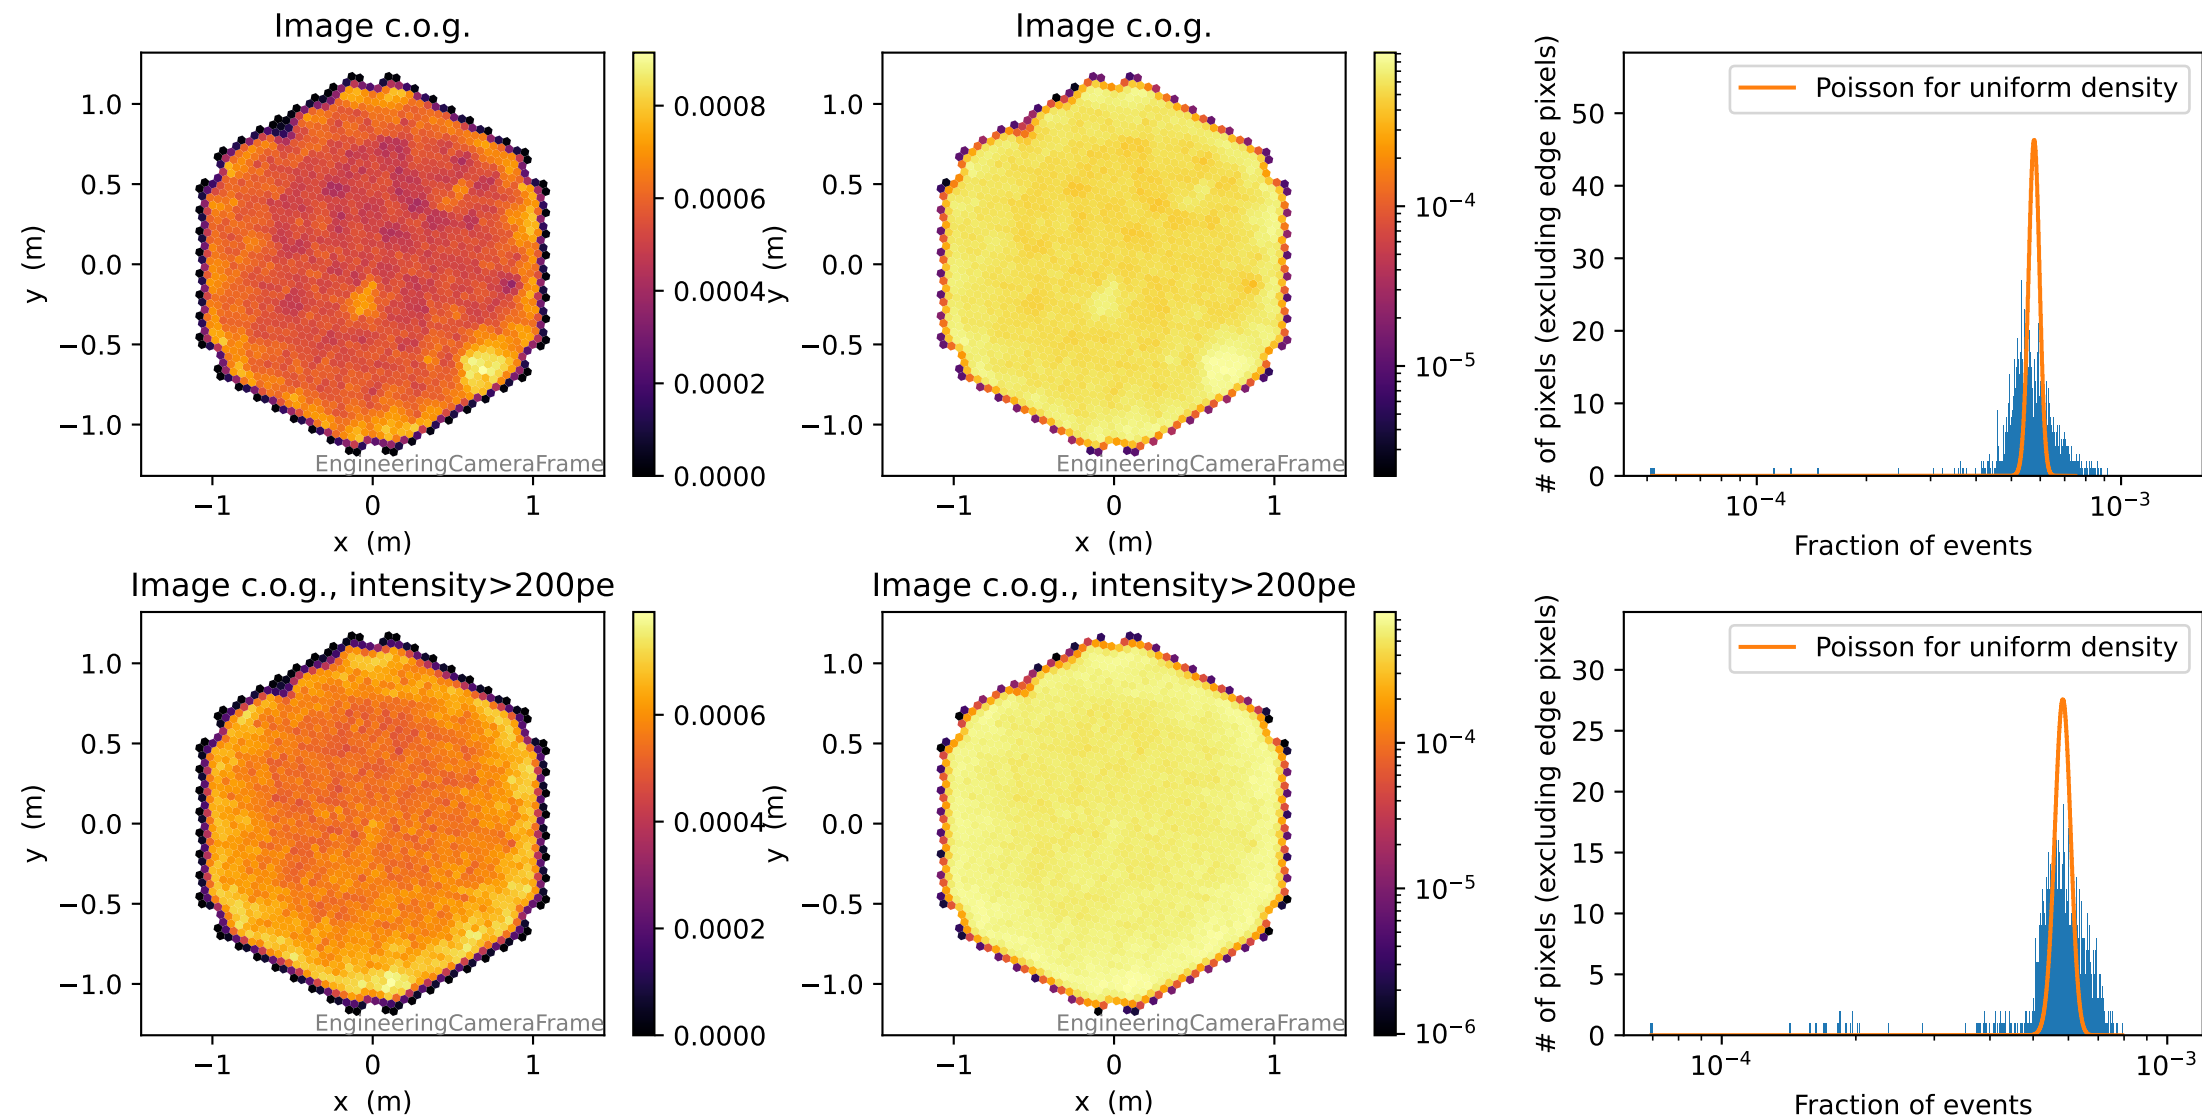 Image c.o.g.
1.0
0.5
0.0
−0.5
−1.0
y (m)
EngineeringCameraFrame
−1
0
1
x (m)
0.0008
0.0006
0.0004
0.0002
0.0000
Image c.o.g.
1.0
0.5
0.0
−0.5
−1.0
y (m)
EngineeringCameraFrame
−1
0
1
x (m)
10⁻⁴
10⁻⁵
# of pixels (excluding edge pixels)
50
40
30
20
10
0
Poisson for uniform density
10⁻⁴
10⁻³
Fraction of events
Image c.o.g., intensity>200pe
1.0
0.5
0.0
−0.5
−1.0
y (m)
EngineeringCameraFrame
−1
0
1
x (m)
0.0006
0.0004
0.0002
0.0000
Image c.o.g., intensity>200pe
1.0
0.5
0.0
−0.5
−1.0
y (m)
EngineeringCameraFrame
−1
0
1
x (m)
10⁻⁴
10⁻⁵
10⁻⁶
# of pixels (excluding edge pixels)
30
25
20
15
10
5
0
Poisson for uniform density
10⁻⁴
10⁻³
Fraction of events